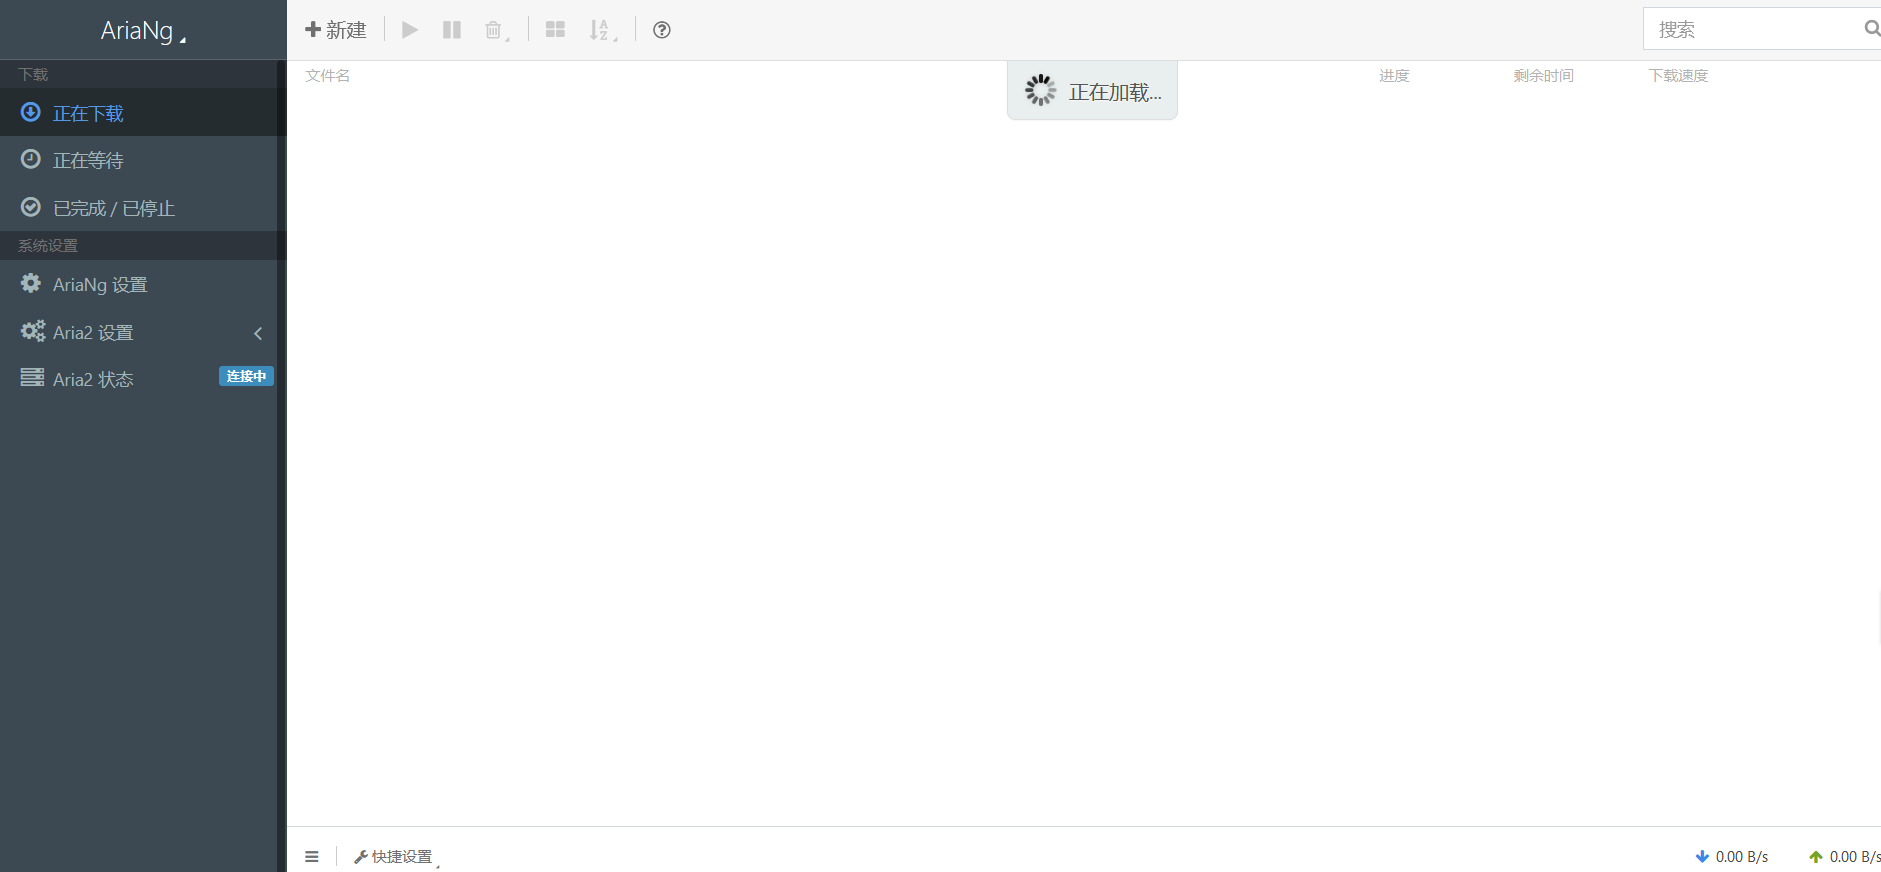 AriaNg
新建
搜索
下载
文件名
正在加载...
进度
剩余时间
下载速度
正在下载
正在等待
已完成 / 已停止
系统设置
AriaNg 设置
Aria2 设置
Aria2 状态
连接中
快捷设置
0.00 B/s
0.00 B/s